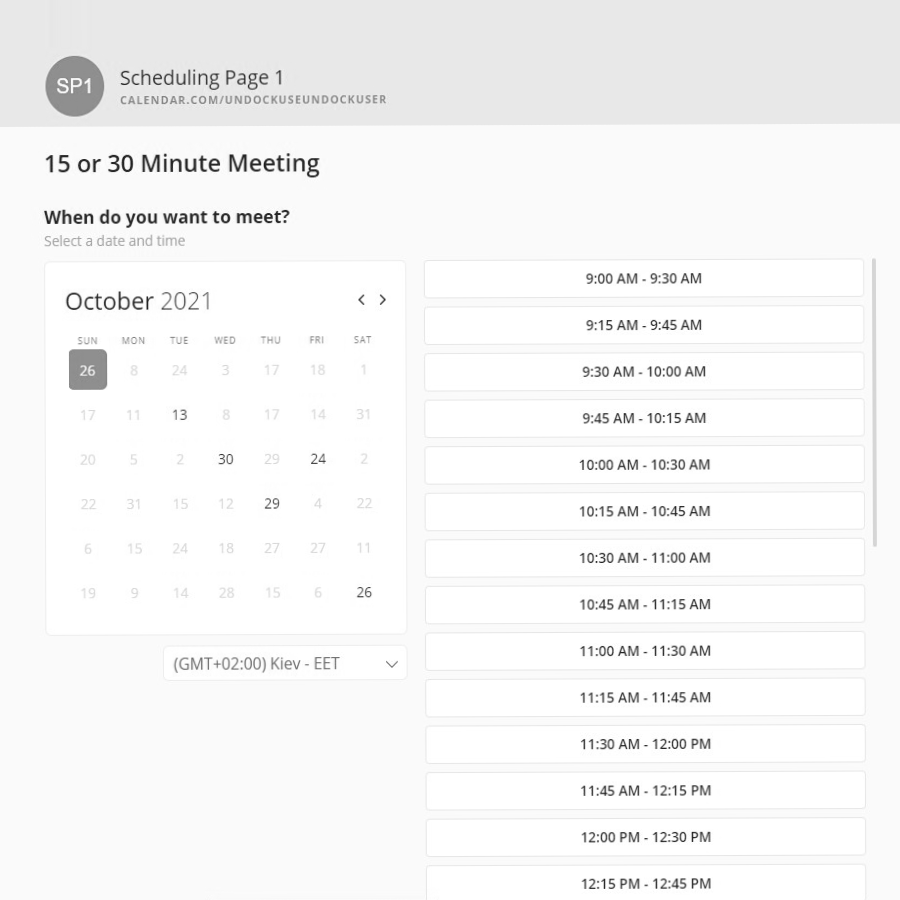 SP1
Scheduling Page 1
CALENDAR.COM/UNDOCKUSEUNDOCKUSER
15 or 30 Minute Meeting
When do you want to meet?
Select a date and time
October 2021
SUN MON TUE WED THU FRI SAT
26 8 24 3 17 18 1
17 11 13 8 17 14 31
20 5 2 30 29 24 2
22 31 15 12 29 4 22
6 15 24 18 27 27 11
19 9 14 28 15 6 26
(GMT+02:00) Kiev - EET
9:00 AM - 9:30 AM
9:15 AM - 9:45 AM
9:30 AM - 10:00 AM
9:45 AM - 10:15 AM
10:00 AM - 10:30 AM
10:15 AM - 10:45 AM
10:30 AM - 11:00 AM
10:45 AM - 11:15 AM
11:00 AM - 11:30 AM
11:15 AM - 11:45 AM
11:30 AM - 12:00 PM
11:45 AM - 12:15 PM
12:00 PM - 12:30 PM
12:15 PM - 12:45 PM